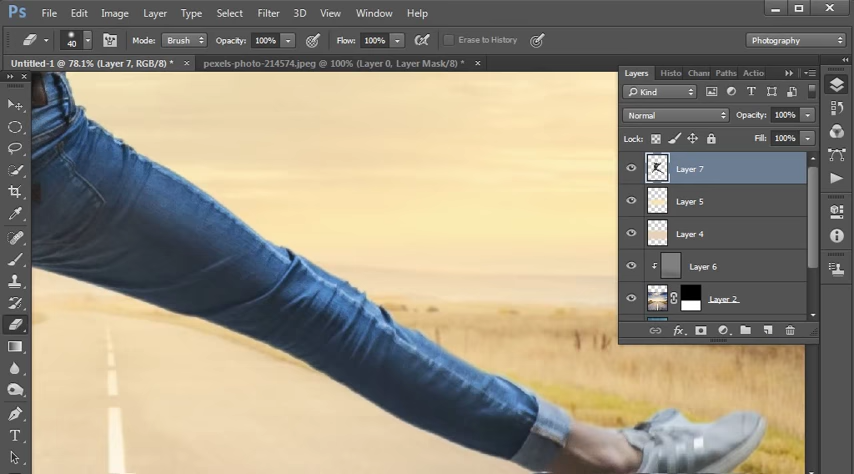 Ps File Edit Image Layer Type Select Filter 3D View Window Help
40 Mode: Brush Opacity: 100% Flow: 100% Erase to History Photography
Untitled-1 @ 78.1% (Layer 7, RGB/8) * × pexels-photo-214574.jpeg @ 100% (Layer 0, Layer Mask/8) * ×
Layers Histo Chann Paths Actio
Kind
Normal Opacity: 100%
Lock: Fill: 100%
Layer 7
Layer 5
Layer 4
Layer 6
Layer 2
fx